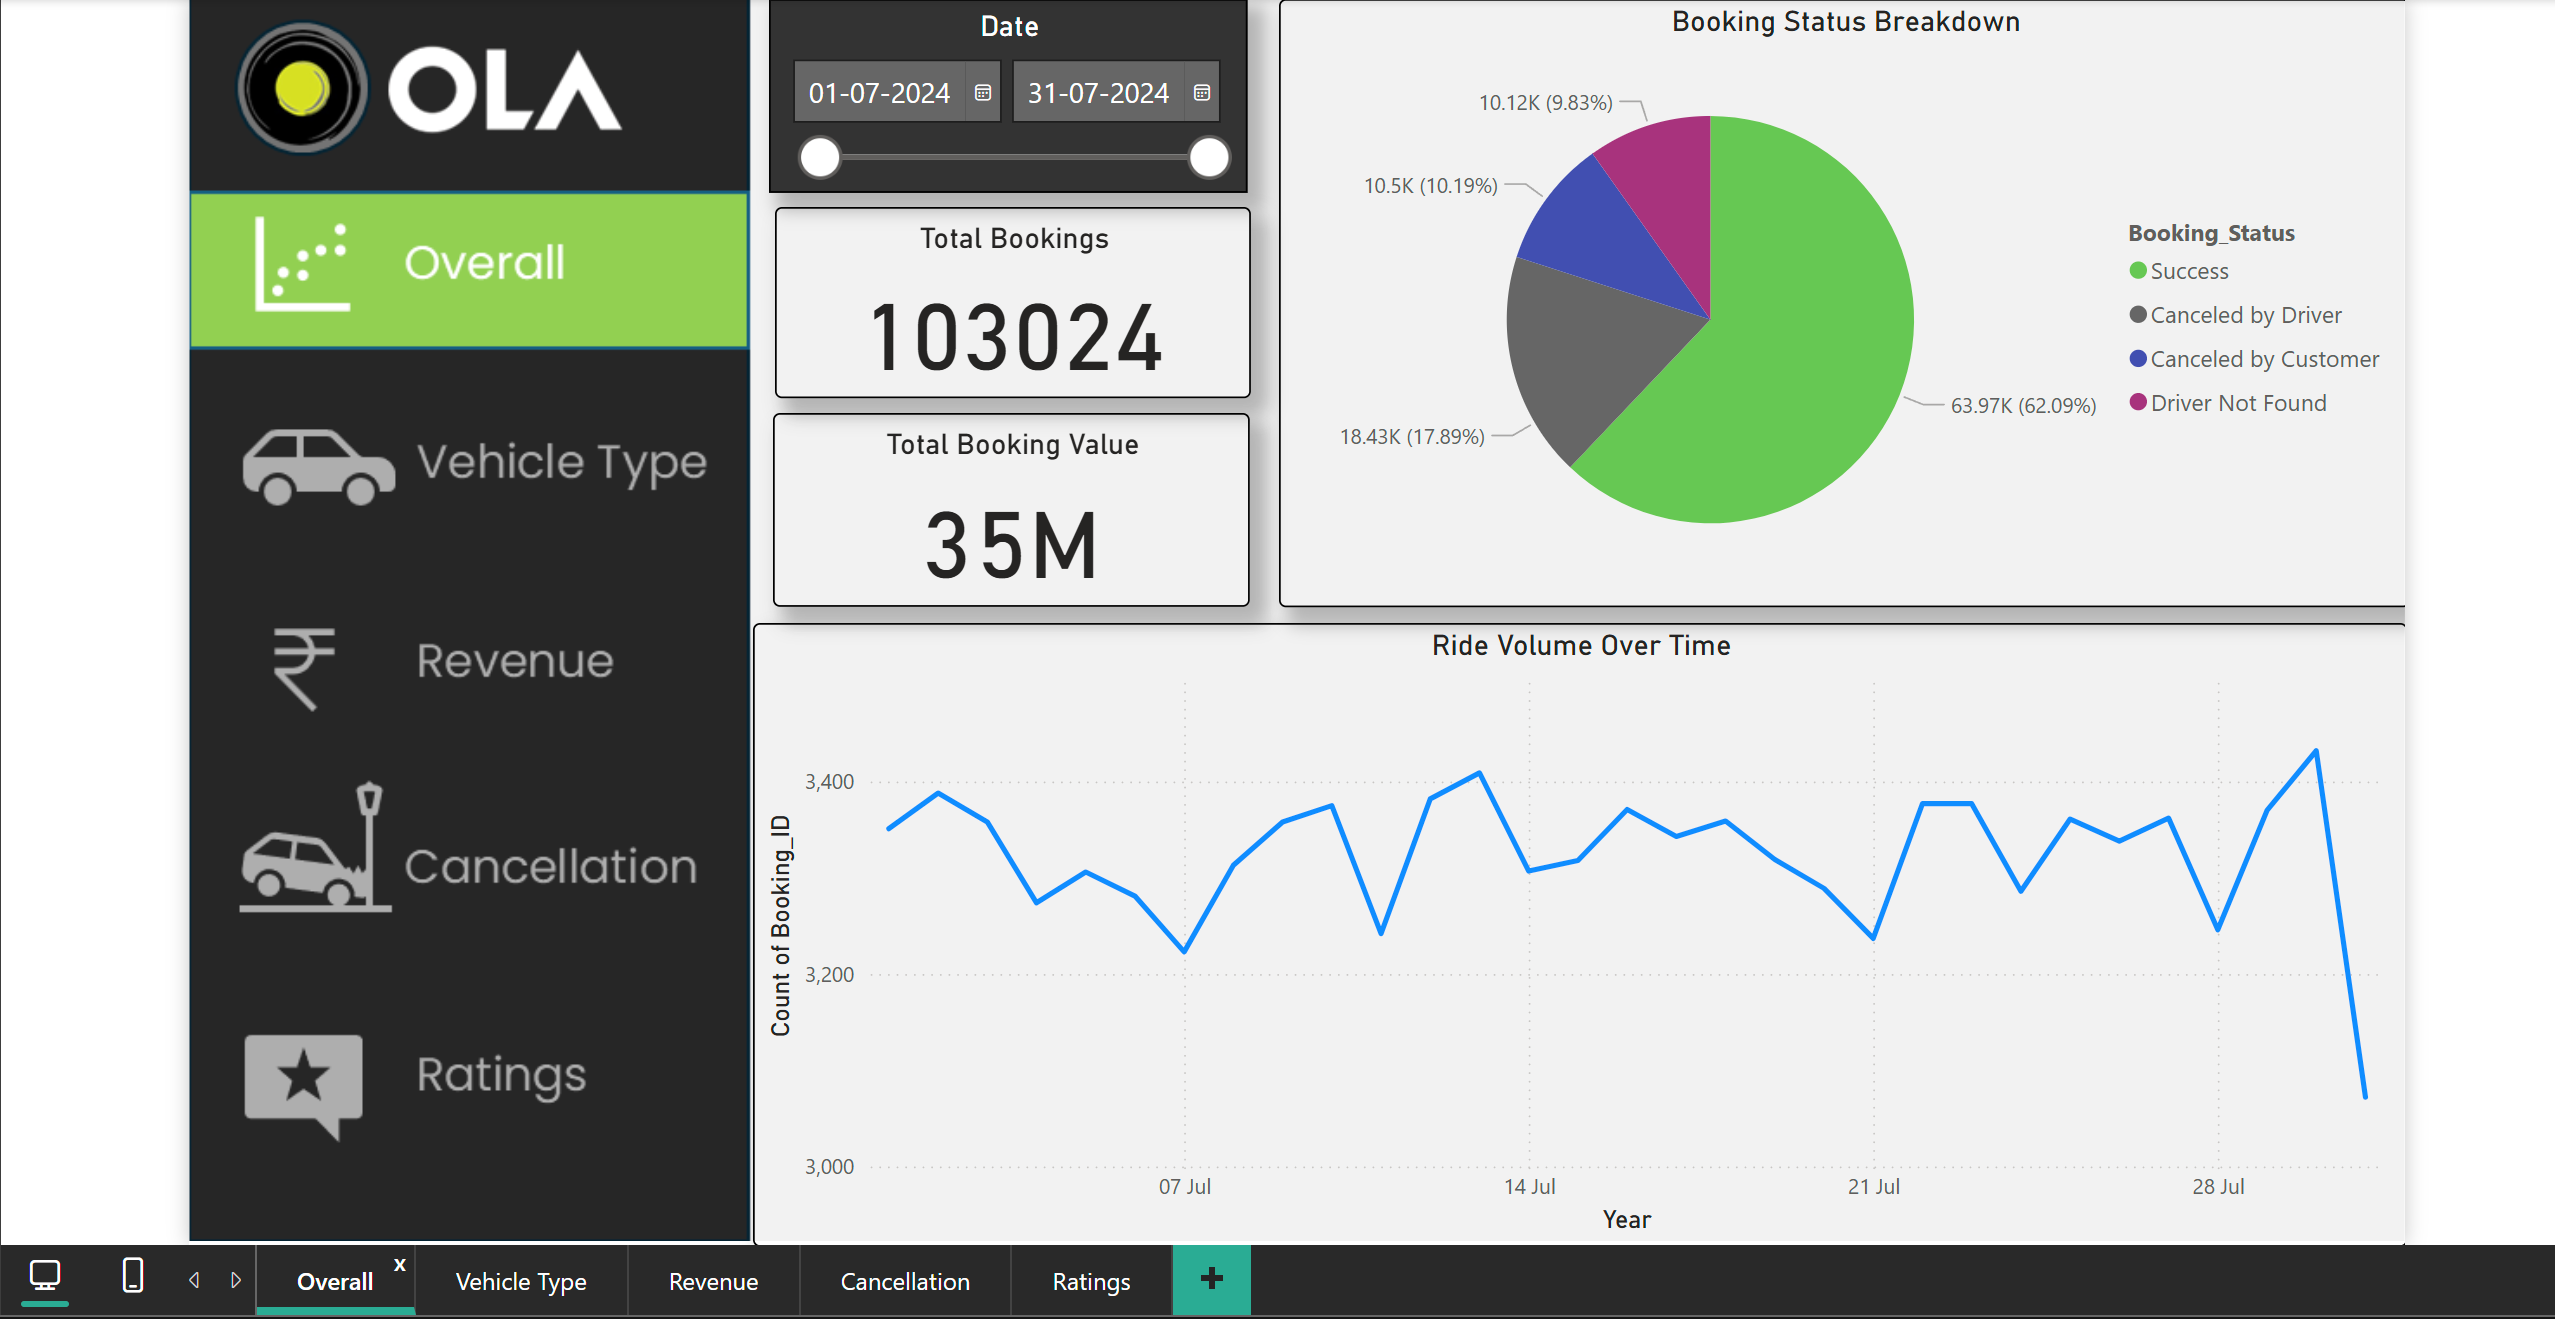 OLA
Overall
Vehicle Type
Revenue
Cancellation
Ratings
Date
01-07-2024 31-07-2024
Total Bookings
103024
Total Booking Value
35M
Booking Status Breakdown
10.12K (9.83%)
10.5K (10.19%)
18.43K (17.89%)
63.97K (62.09%)
Booking_Status
Success
Canceled by Driver
Canceled by Customer
Driver Not Found
Ride Volume Over Time
Count of Booking_ID
3,400
3,200
3,000
07 Jul 14 Jul 21 Jul 28 Jul
Year
Overall x Vehicle Type Revenue Cancellation Ratings +